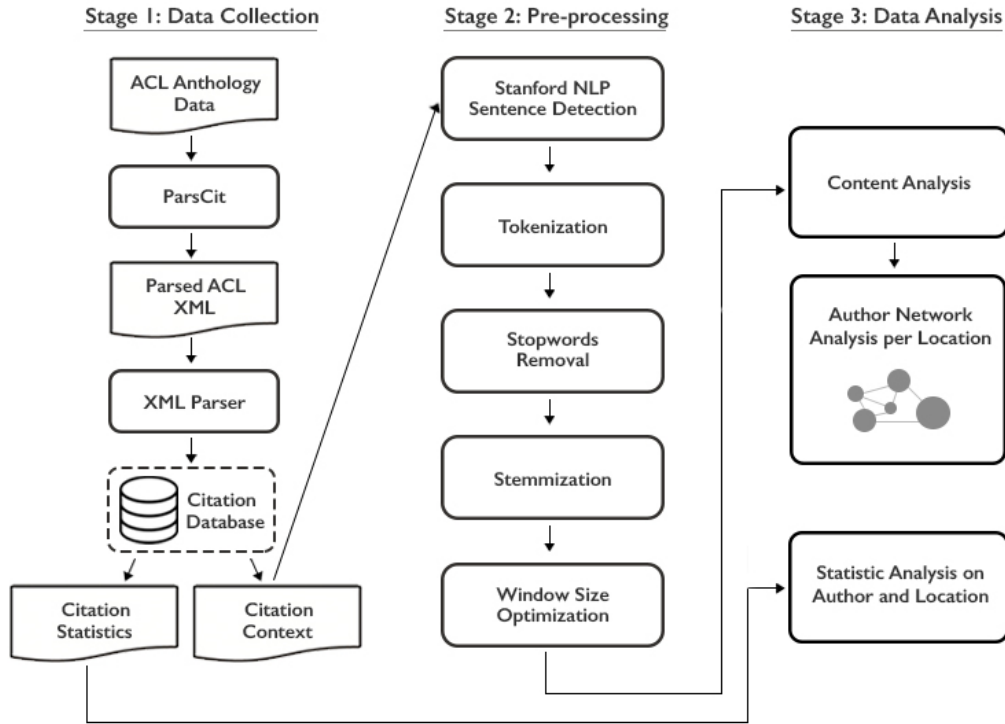 Stage 1: Data Collection
ACL Anthology
Data
ParsCit
Parsed ACL
XML
XML Parser
Citation
Database
Citation
Statistics
Citation
Context
Stage 2: Pre-processing
Stanford NLP
Sentence Detection
Tokenization
Stopwords
Removal
Stemmization
Window Size
Optimization
Stage 3: Data Analysis
Content Analysis
Author Network
Analysis per Location
Statistic Analysis on
Author and Location